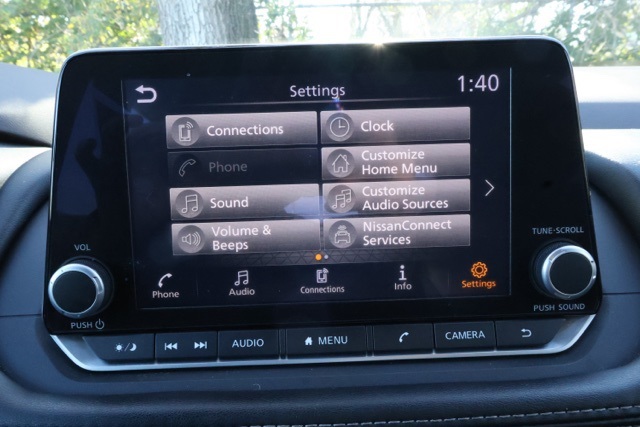 Settings
1:40
Connections
Clock
Phone
Customize
Home Menu
Sound
Customize
Audio Sources
Volume &
Beeps
NissanConnect
Services
Phone
Audio
Connections
Info
Settings
VOL
PUSH
TUNE·SCROLL
PUSH SOUND
AUDIO
MENU
CAMERA